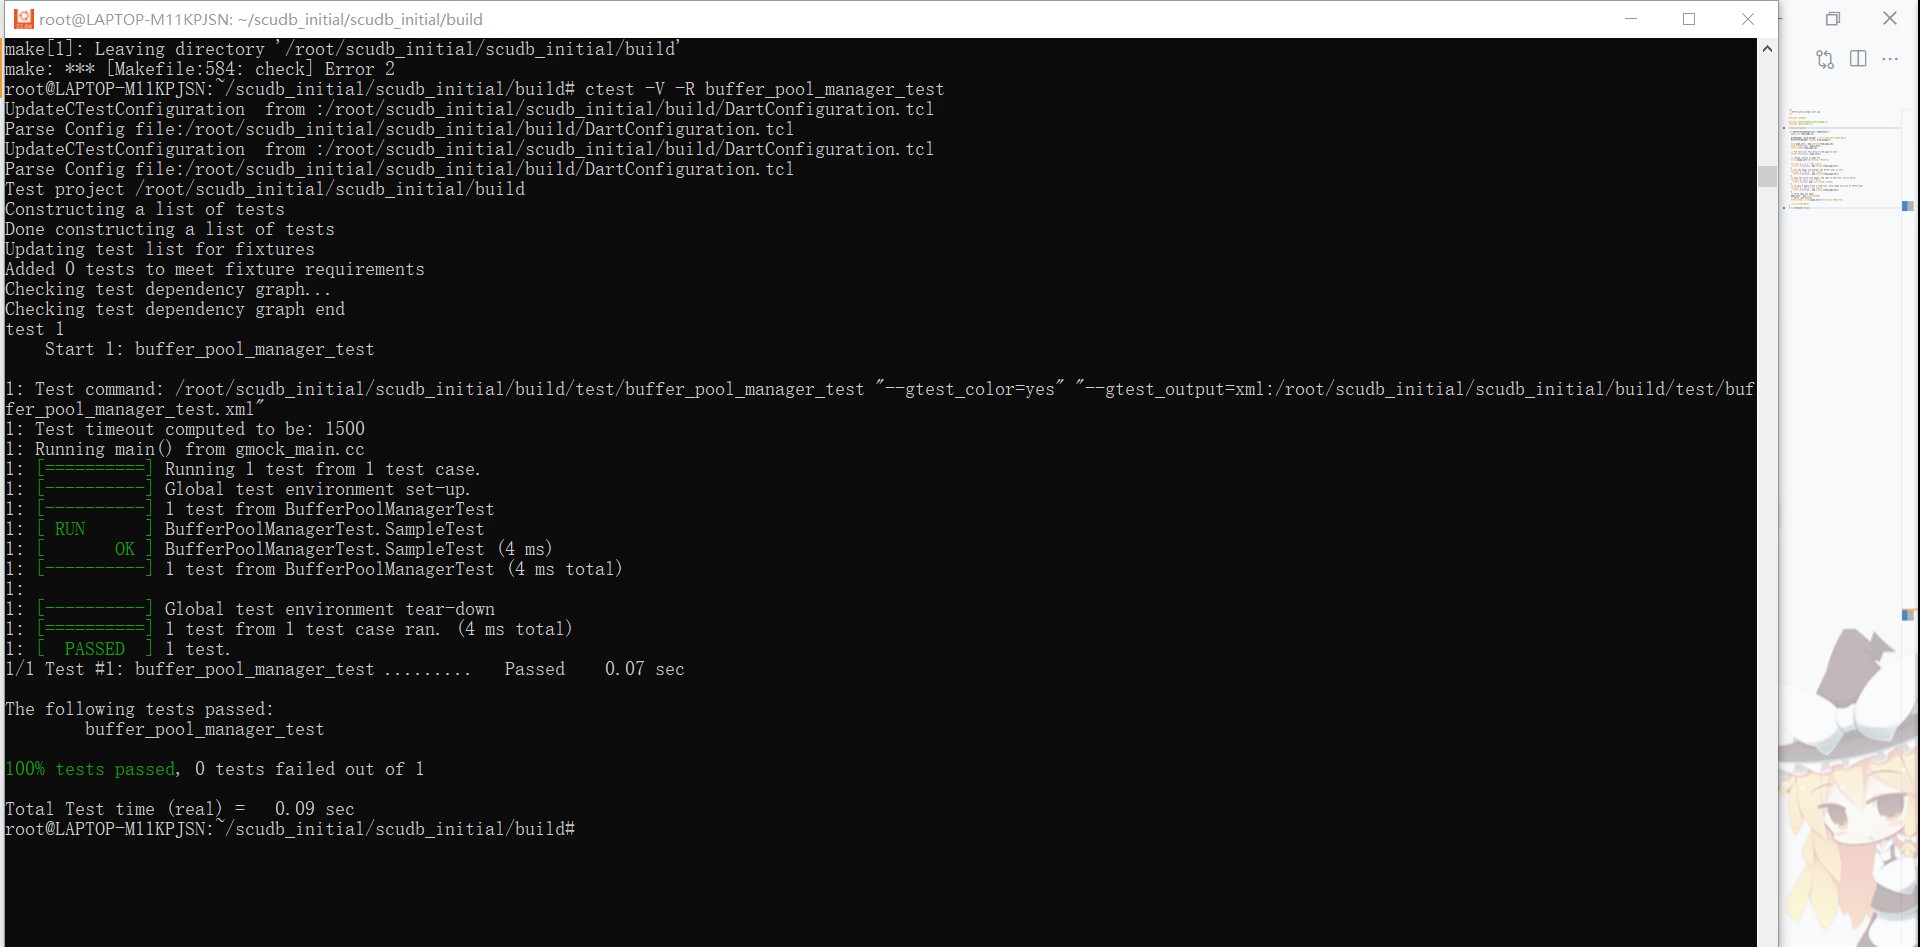 root@LAPTOP-M11KPJSN: ~/scudb_initial/scudb_initial/build
make[1]: Leaving directory '/root/scudb_initial/scudb_initial/build'
make: *** [Makefile:584: check] Error 2
root@LAPTOP-M11KPJSN:~/scudb_initial/scudb_initial/build# ctest -V -R buffer_pool_manager_test
UpdateCTestConfiguration  from :/root/scudb_initial/scudb_initial/build/DartConfiguration.tcl
Parse Config file:/root/scudb_initial/scudb_initial/build/DartConfiguration.tcl
UpdateCTestConfiguration  from :/root/scudb_initial/scudb_initial/build/DartConfiguration.tcl
Parse Config file:/root/scudb_initial/scudb_initial/build/DartConfiguration.tcl
Test project /root/scudb_initial/scudb_initial/build
Constructing a list of tests
Done constructing a list of tests
Updating test list for fixtures
Added 0 tests to meet fixture requirements
Checking test dependency graph...
Checking test dependency graph end
test 1
    Start 1: buffer_pool_manager_test
1: Test command: /root/scudb_initial/scudb_initial/build/test/buffer_pool_manager_test "--gtest_color=yes" "--gtest_output=xml:/root/scudb_initial/scudb_initial/build/test/buf
fer_pool_manager_test.xml"
1: Test timeout computed to be: 1500
1: Running main() from gmock_main.cc
1: [==========] Running 1 test from 1 test case.
1: [----------] Global test environment set-up.
1: [----------] 1 test from BufferPoolManagerTest
1: [ RUN      ] BufferPoolManagerTest.SampleTest
1: [       OK ] BufferPoolManagerTest.SampleTest (4 ms)
1: [----------] 1 test from BufferPoolManagerTest (4 ms total)
1:
1: [----------] Global test environment tear-down
1: [==========] 1 test from 1 test case ran. (4 ms total)
1: [  PASSED  ] 1 test.
1/1 Test #1: buffer_pool_manager_test .........   Passed    0.07 sec
The following tests passed:
        buffer_pool_manager_test
100% tests passed, 0 tests failed out of 1
Total Test time (real) =   0.09 sec
root@LAPTOP-M11KPJSN:~/scudb_initial/scudb_initial/build#